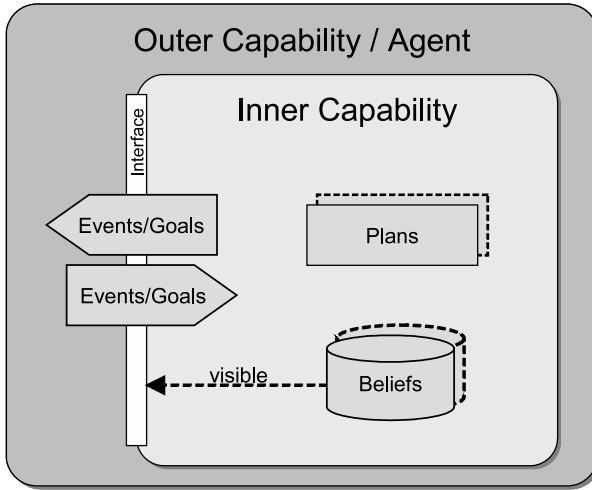 Outer Capability / Agent
Inner Capability
Interface
Events/Goals
Plans
Events/Goals
visible
Beliefs